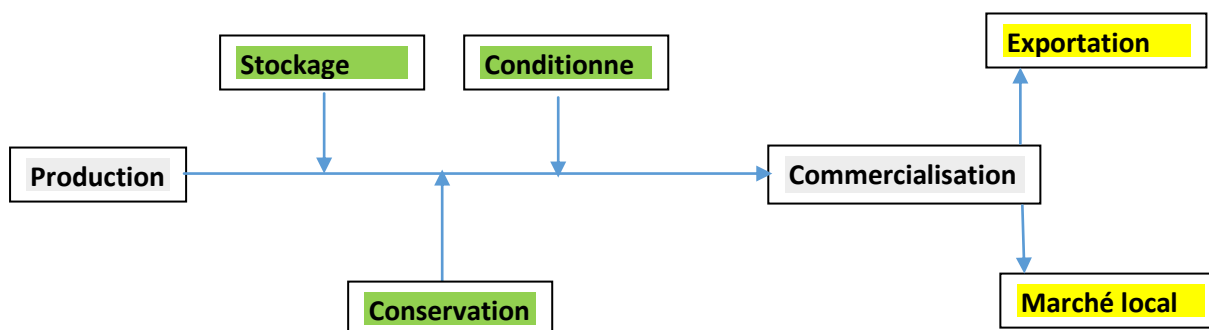 Exportation
Stockage
Conditionne
Production
Commercialisation
Conservation
Marché local